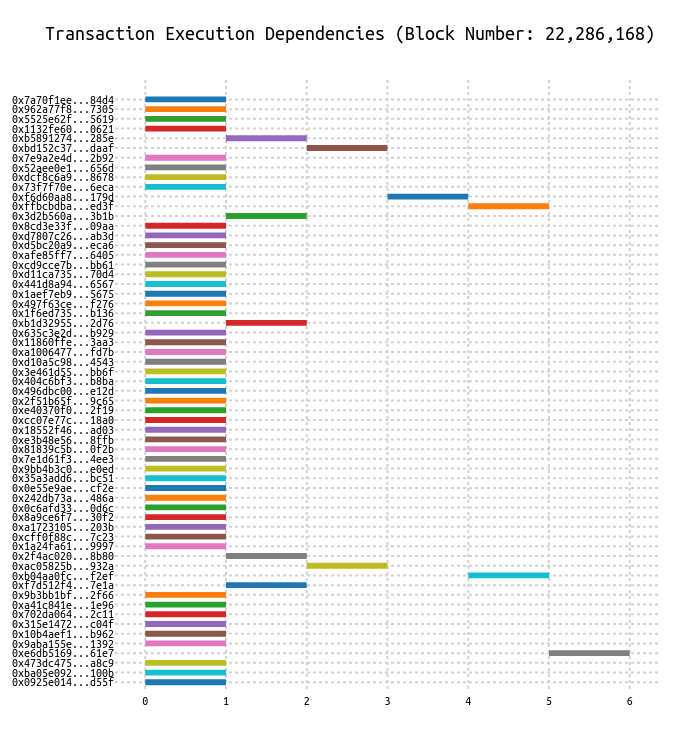 Transaction Execution Dependencies (Block Number: 22,286,168)
0x7a70f1ee...84d4
0x962a77f8...7305
0x5525e62f...5619
0x1132fe60...0621
0xb5891274...285e
0xbd152c37...daaf
0x7e9a2e4d...2b92
0x52aee0e1...656d
0xdcf8c6a9...8678
0x73f7f70e...6eca
0xf6d60aa8...179d
0xffbcbdba...ed3f
0x3d2b560a...3b1b
0x8cd3e33f...09aa
0xd7807c26...ab3d
0xd5bc20a9...eca6
0xafe85ff7...6405
0xcd9cce7b...bb61
0xd11ca735...70d4
0x441d8a94...6567
0x1aef7eb9...5675
0x497f63ce...f276
0x1f6ed735...b136
0xb1d32955...2d76
0x635c3e2d...b929
0x11860ffe...3aa3
0xa1006477...fd7b
0xd10a5c98...4543
0x3e461d55...bb6f
0x404c6bf3...b8ba
0x496dbc00...e12d
0x2f51b65f...9c65
0xe40370f0...2f19
0xcc07e77c...18a0
0x18552f46...ad03
0xe3b48e56...8ffb
0x81839c5b...0f2b
0x7e1d61f3...4ee3
0x9bb4b3c0...e0ed
0x35a3add6...bc51
0x0e55e9ae...cf2e
0x242db73a...486a
0x0c6afd33...0d6c
0x8a9ce6f7...30f2
0xa1723105...203b
0xcff0f88c...7c23
0x1a24fa61...9997
0x2f4ac020...8b80
0xac05825b...932a
0xb04aa0fc...f2ef
0xf7d512f4...7e1a
0x9b3bb1bf...2f66
0xa41c841e...1e96
0x702da064...2c11
0x315e1472...c04f
0x10b4aef1...b962
0x9aba155e...1392
0xe6db5169...61e7
0x473dc475...a8c9
0xba05e092...100b
0x0925e014...d55f
0 1 2 3 4 5 6